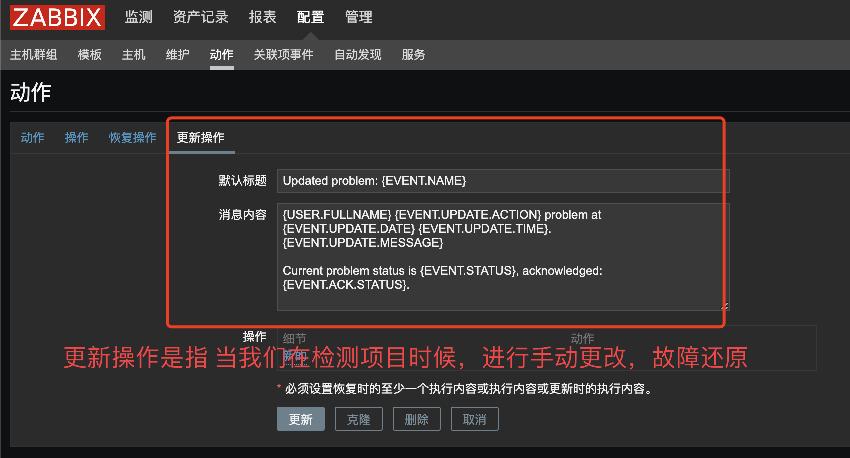 ZABBIX 监测 资产记录 报表 配置 管理
主机群组 模板 主机 维护 动作 关联项事件 自动发现 服务
动作
动作 操作 恢复操作 更新操作
默认标题 Updated problem: {EVENT.NAME}
消息内容 {USER.FULLNAME} {EVENT.UPDATE.ACTION} problem at
{EVENT.UPDATE.DATE} {EVENT.UPDATE.TIME}.
{EVENT.UPDATE.MESSAGE}
Current problem status is {EVENT.STATUS}, acknowledged:
{EVENT.ACK.STATUS}.
操作 细节 动作
新的
更新操作是指 当我们在检测项目时候，进行手动更改，故障还原
* 必须设置恢复时的至少一个执行内容或执行内容或更新时的执行内容。
更新 克隆 删除 取消